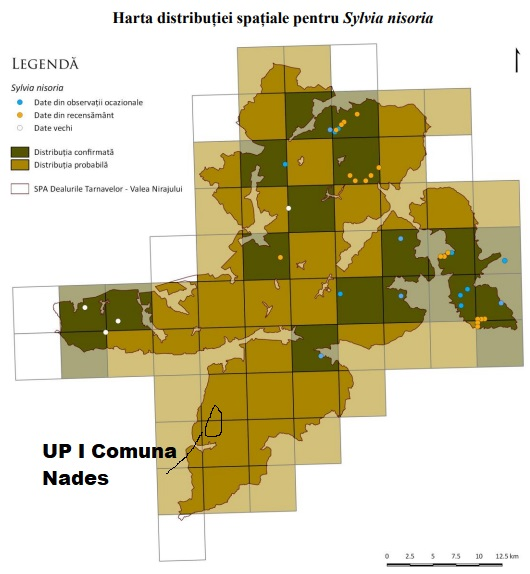 Harta distribuției spațiale pentru Sylvia nisoria
LEGENDĂ
Sylvia nisoria
Date din observații ocazionale
Date din recensământ
Date vechi
Distribuția confirmată
Distribuția probabilă
SPA Dealurile Tarnavelor - Valea Nirajului
UP I Comuna
Nades
0 2.5 5 7.5 10 12.5 km